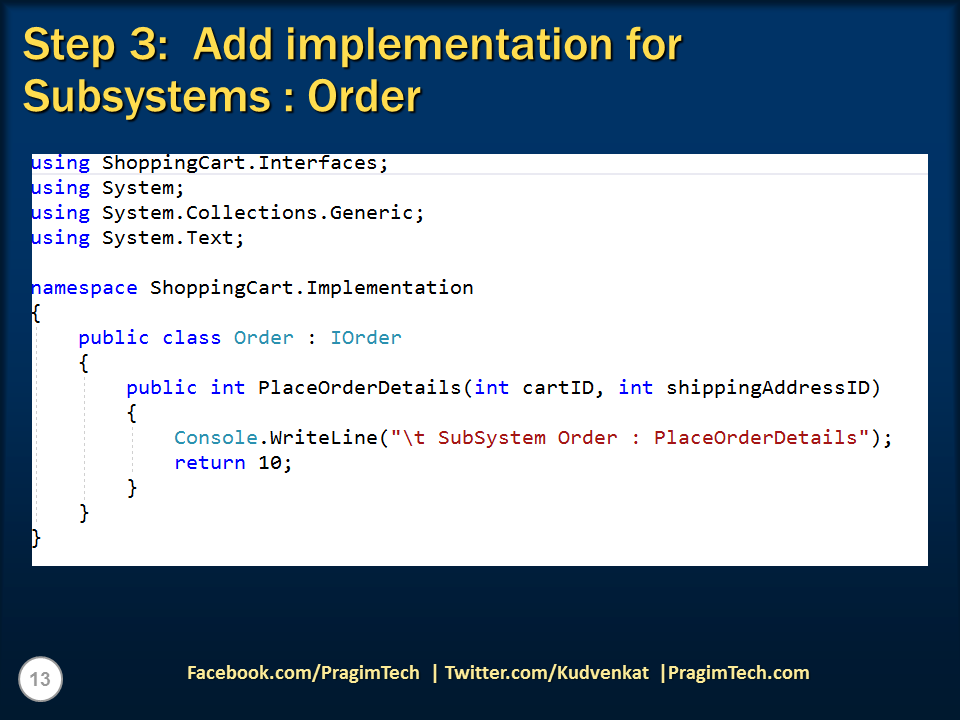 Step 3:  Add implementation for
Subsystems : Order
using ShoppingCart.Interfaces;
using System;
using System.Collections.Generic;
using System.Text;
namespace ShoppingCart.Implementation
{
    public class Order : IOrder
    {
        public int PlaceOrderDetails(int cartID, int shippingAddressID)
        {
            Console.WriteLine("\t SubSystem Order : PlaceOrderDetails");
            return 10;
        }
    }
}
13
Facebook.com/PragimTech | Twitter.com/Kudvenkat |PragimTech.com